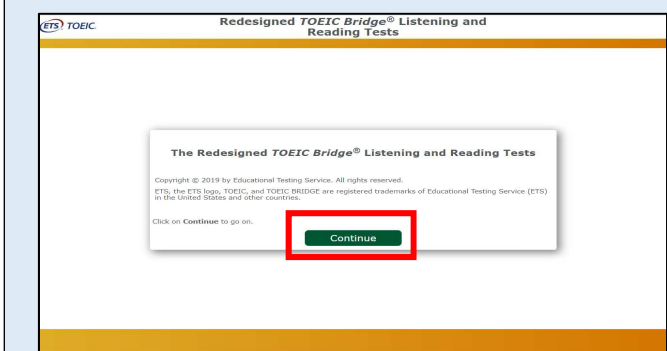 ETS TOEIC.
Redesigned TOEIC Bridge® Listening and
Reading Tests
The Redesigned TOEIC Bridge® Listening and Reading Tests
Copyright © 2019 by Educational Testing Service. All rights reserved.
ETS, the ETS logo, TOEIC, and TOEIC BRIDGE are registered trademarks of Educational Testing Service (ETS)
in the United States and other countries.
Click on Continue to go on.
Continue